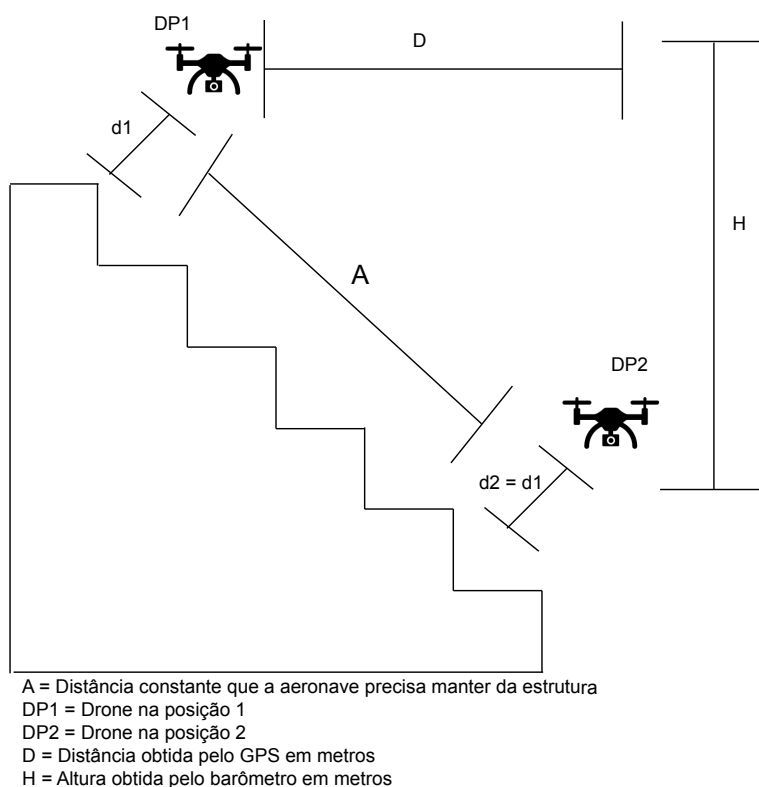 DP1
D
d1
H
A
DP2
d2 = d1
A = Distância constante que a aeronave precisa manter da estrutura
DP1 = Drone na posição 1
DP2 = Drone na posição 2
D = Distância obtida pelo GPS em metros
H = Altura obtida pelo barômetro em metros